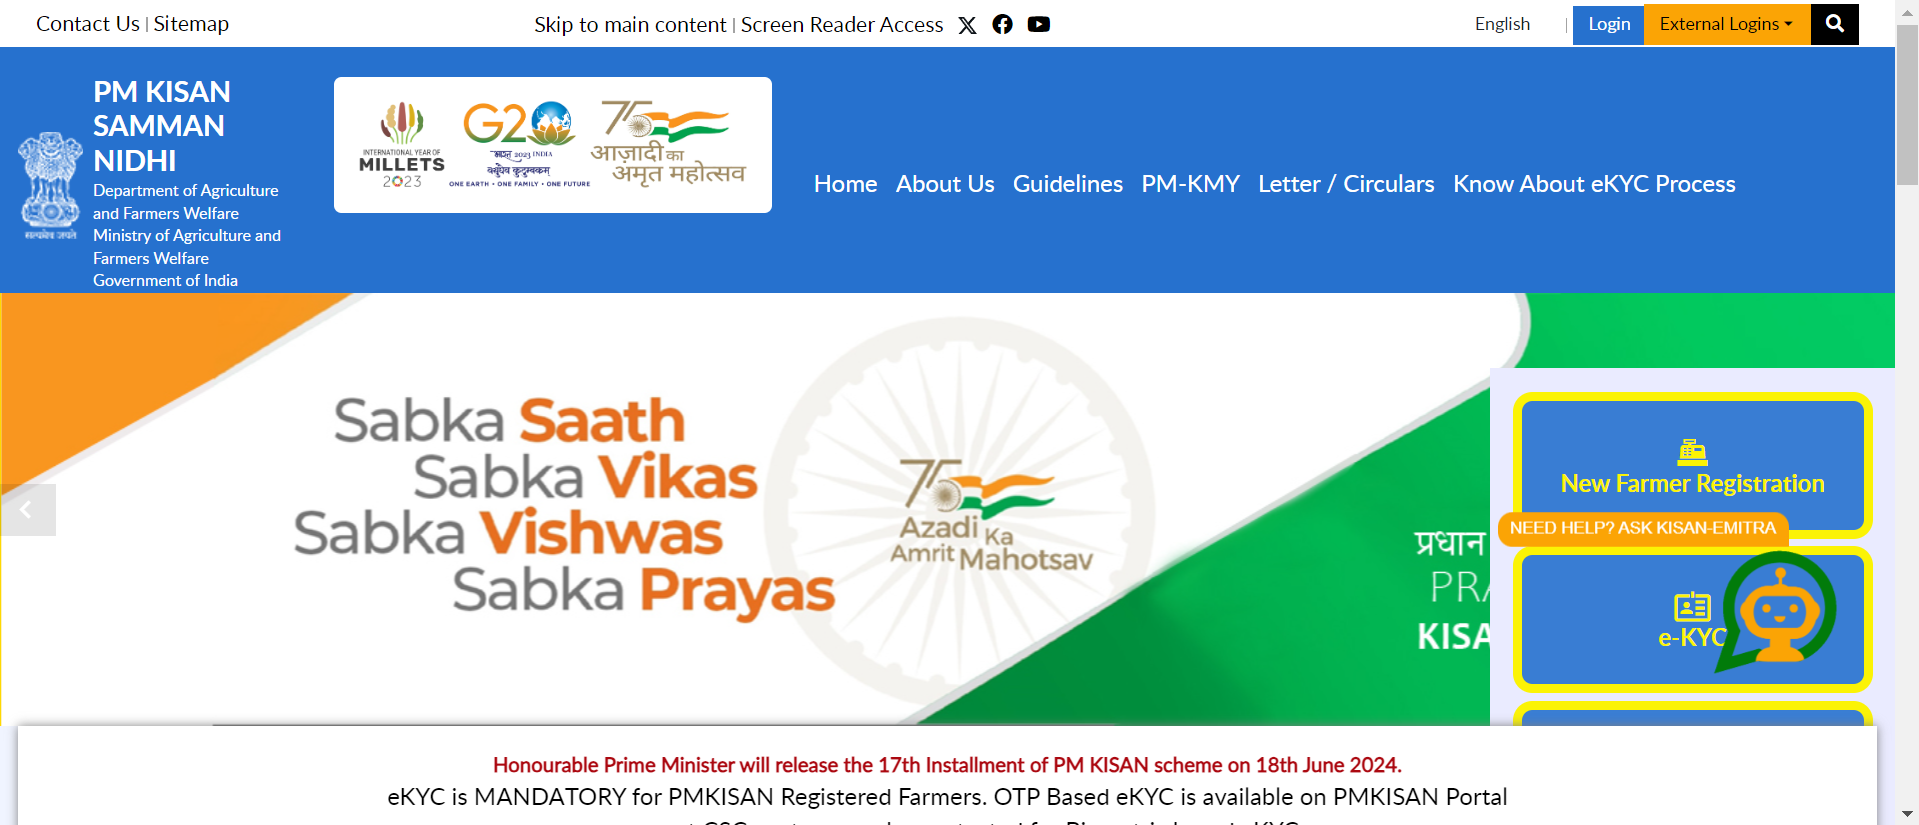 Contact Us | Sitemap
Skip to main content | Screen Reader Access
English | Login External Logins
PM KISAN
SAMMAN
NIDHI
Department of Agriculture
and Farmers Welfare
Ministry of Agriculture and
Farmers Welfare
Government of India
सत्यमेव जयते
INTERNATIONAL YEAR OF
MILLETS
2023
G20
भारत 2023 INDIA
वसुधैव कुटुम्बकम्
ONE EARTH • ONE FAMILY • ONE FUTURE
75
आज़ादी का
अमृत महोत्सव
Home About Us Guidelines PM-KMY Letter / Circulars Know About eKYC Process
Sabka Saath
Sabka Vikas
Sabka Vishwas
Sabka Prayas
75
Azadi Ka
Amrit Mahotsav
प्रधान
PRA
KISA
New Farmer Registration
NEED HELP? ASK KISAN-EMITRA
e-KYC
Honourable Prime Minister will release the 17th Installment of PM KISAN scheme on 18th June 2024.
eKYC is MANDATORY for PMKISAN Registered Farmers. OTP Based eKYC is available on PMKISAN Portal